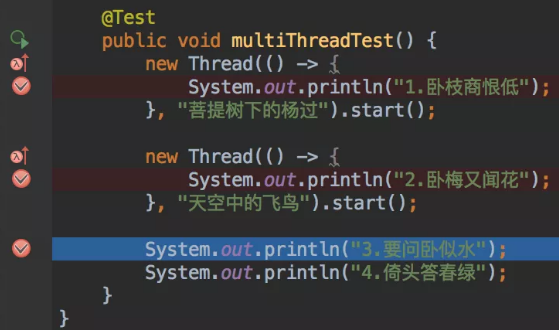 @Test
public void multiThreadTest() {
new Thread(() -> {
System.out.println("1.卧枝商恨低");
}, "菩提树下的杨过").start();
new Thread(() -> {
System.out.println("2.卧梅又闻花");
}, "天空中的飞鸟").start();
System.out.println("3.要问卧似水");
System.out.println("4.倚头答春绿");
}
}